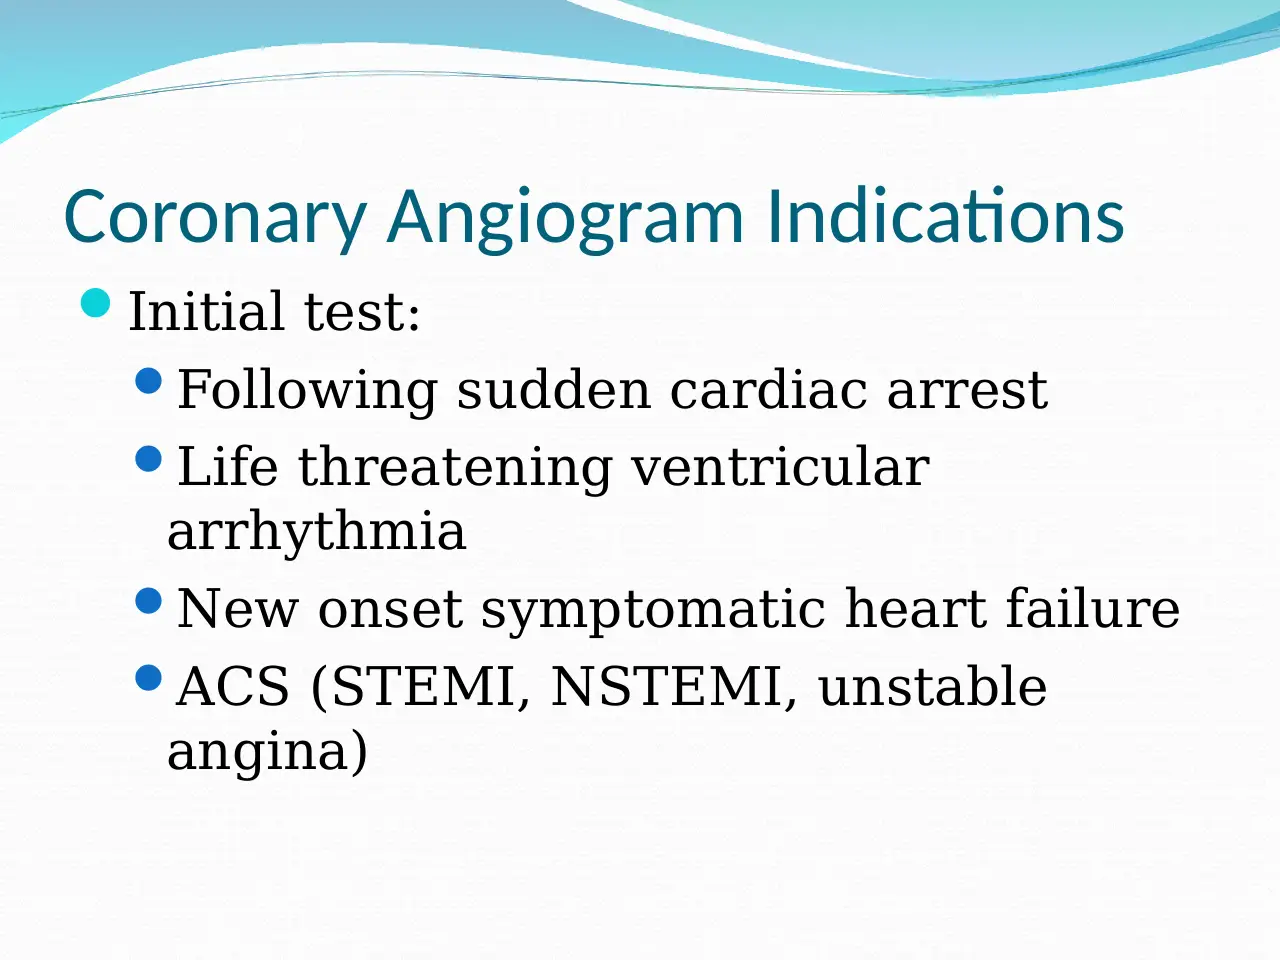 Coronary Angiogram Indications
Initial test:
Following sudden cardiac arrest
Life threatening ventricular
arrhythmia
New onset symptomatic heart failure
ACS (STEMI, NSTEMI, unstable
angina)